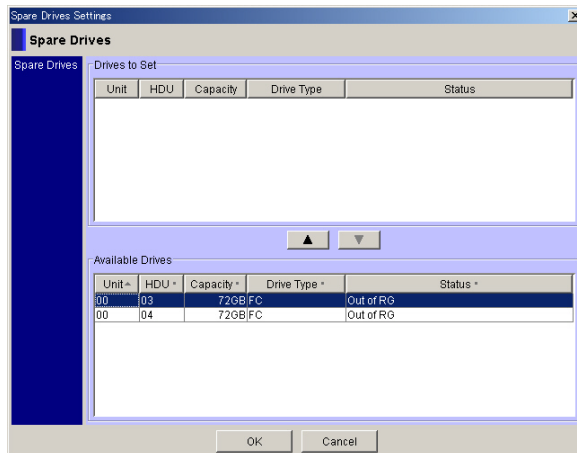 Spare Drives Settings
Spare Drives
Spare Drives
Drives to Set
Unit HDU Capacity Drive Type Status
Available Drives
Unit HDU Capacity Drive Type Status
00 03 72GB FC Out of RG
00 04 72GB FC Out of RG
OK Cancel